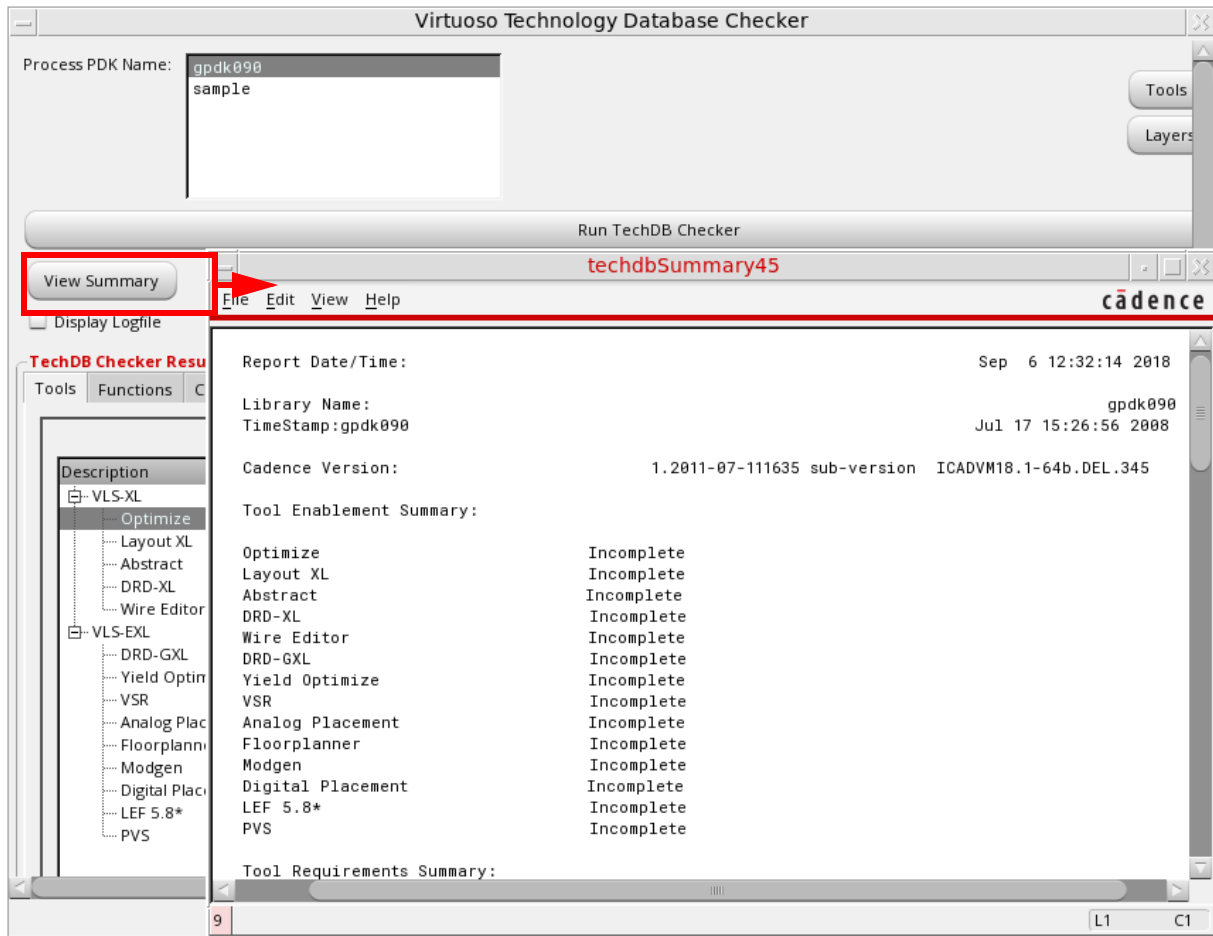 Virtuoso Technology Database Checker
Process PDK Name:
gpdk090
sample
Tools
Layers
Run TechDB Checker
View Summary
Display Logfile
TechDB Checker Resu
Tools Functions C
Description
VLS-XL
Optimize
Layout XL
Abstract
DRD-XL
Wire Editor
VLS-EXL
DRD-GXL
Yield Optim
VSR
Analog Plac
Floorplann
Modgen
Digital Plac
LEF 5.8*
PVS
techdbSummary45
File Edit View Help
cādence
Report Date/Time: Sep 6 12:32:14 2018
Library Name: gpdk090
TimeStamp:gpdk090 Jul 17 15:26:56 2008
Cadence Version: 1.2011-07-111635 sub-version ICADVM18.1-64b.DEL.345
Tool Enablement Summary:
Optimize Incomplete
Layout XL Incomplete
Abstract Incomplete
DRD-XL Incomplete
Wire Editor Incomplete
DRD-GXL Incomplete
Yield Optimize Incomplete
VSR Incomplete
Analog Placement Incomplete
Floorplanner Incomplete
Modgen Incomplete
Digital Placement Incomplete
LEF 5.8* Incomplete
PVS Incomplete
Tool Requirements Summary:
9
L1 C1